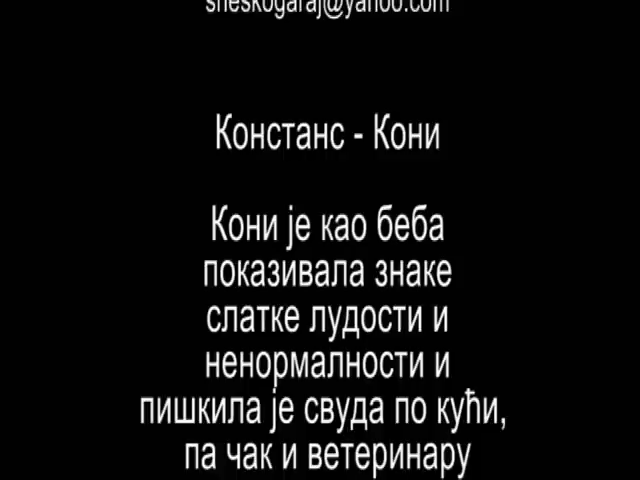 sheskogaraj@yahoo.com
Констанс - Кони
Кони је као беба
показивала знаке
слатке лудости и
ненормалности и
пишкила је свуда по кући,
па чак и ветеринару